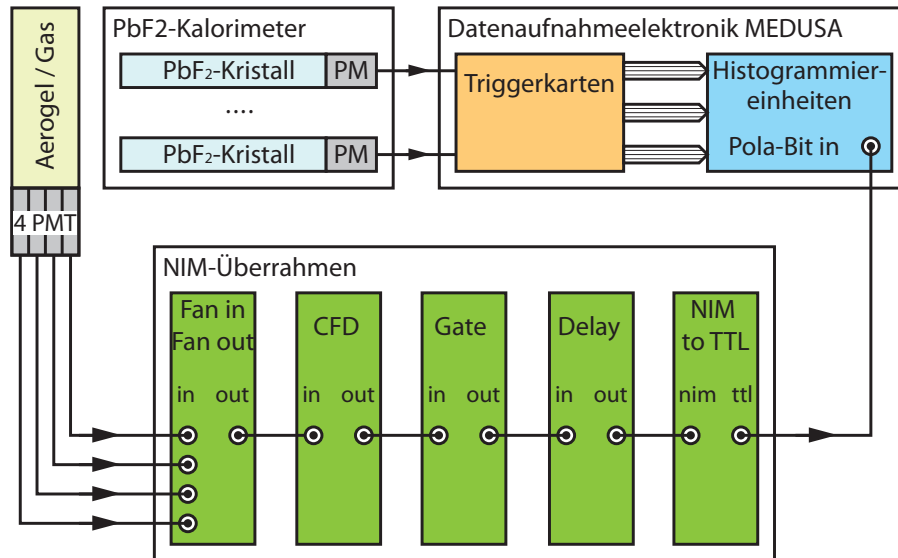 Aerogel / Gas
4 PMT
PbF2-Kalorimeter
PbF₂-Kristall PM
....
PbF₂-Kristall PM
Datenaufnahmeelektronik MEDUSA
Triggerkarten
Histogrammier-
einheiten
Pola-Bit in
NIM-Überrahmen
Fan in
Fan out
in out
CFD
in out
Gate
in out
Delay
in out
NIM
to TTL
nim ttl